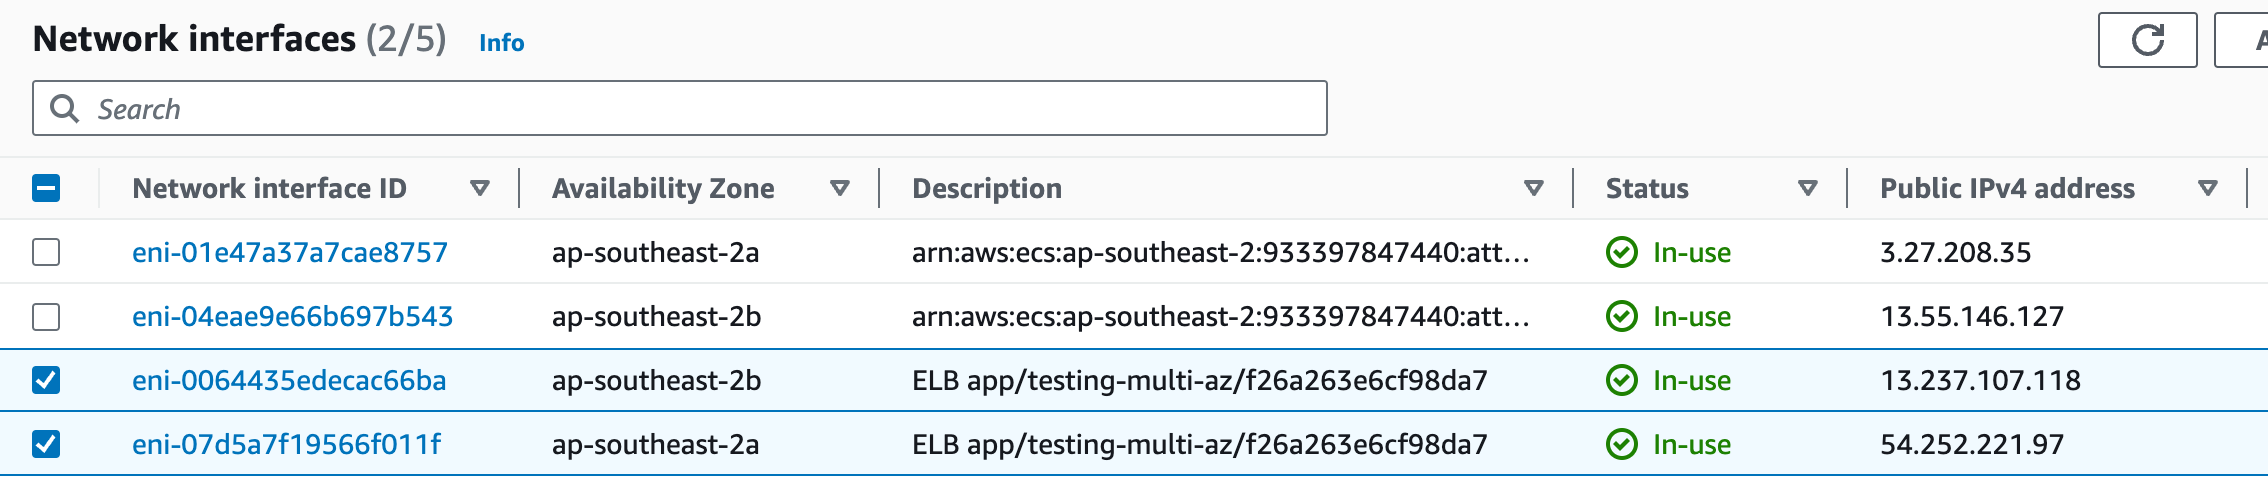 Network interfaces (2/5) Info
Search
Network interface ID Availability Zone Description Status Public IPv4 address
eni-01e47a37a7cae8757 ap-southeast-2a arn:aws:ecs:ap-southeast-2:933397847440:att... In-use 3.27.208.35
eni-04eae9e66b697b543 ap-southeast-2b arn:aws:ecs:ap-southeast-2:933397847440:att... In-use 13.55.146.127
eni-0064435edecac66ba ap-southeast-2b ELB app/testing-multi-az/f26a263e6cf98da7 In-use 13.237.107.118
eni-07d5a7f19566f011f ap-southeast-2a ELB app/testing-multi-az/f26a263e6cf98da7 In-use 54.252.221.97